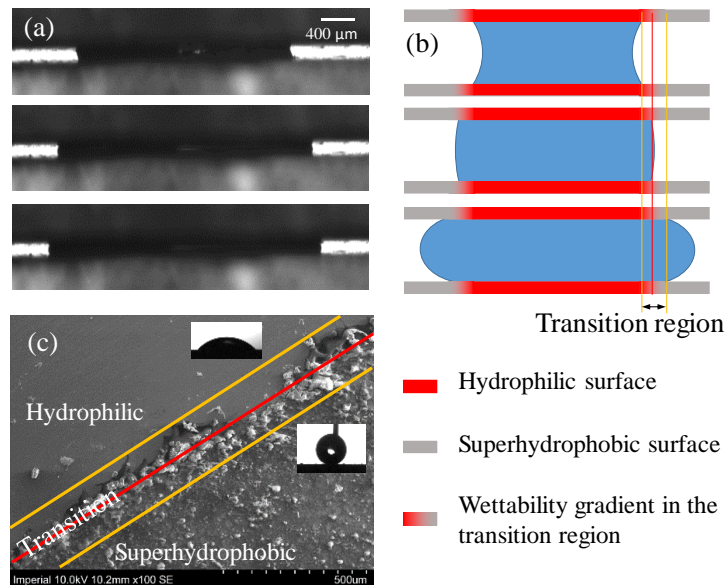 (a)
400 µm
(b)
Transition region
(c)
Hydrophilic
Transition
Superhydrophobic
Imperial 10.0kV 10.2mm x100 SE
500um
Hydrophilic surface
Superhydrophobic surface
Wettability gradient in the
transition region